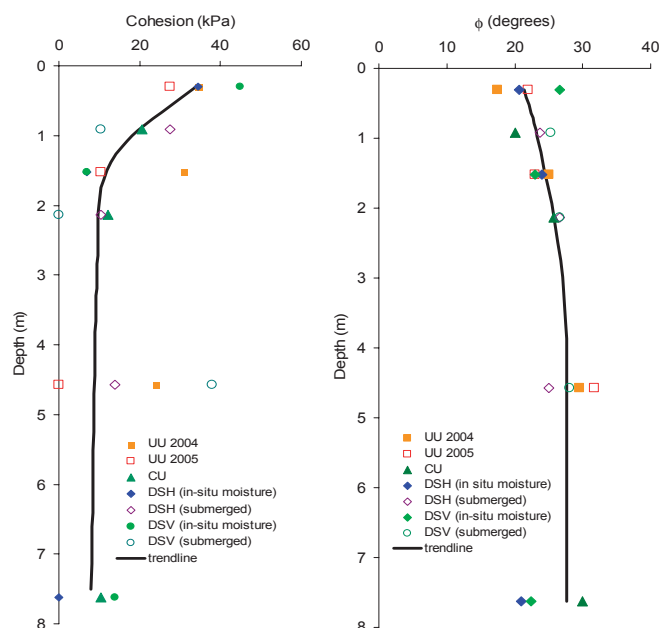 Cohesion (kPa)
0 20 40 60
0
1
2
3
4
5
6
7
8
Depth (m)
UU 2004
UU 2005
CU
DSH (in-situ moisture)
DSH (submerged)
DSV (in-situ moisture)
DSV (submerged)
trendline
ϕ (degrees)
0 10 20 30 40
0
1
2
3
4
5
6
7
8
Depth (m)
UU 2004
UU 2005
CU
DSH (in situ moisture)
DSH (submerged)
DSV (in-situ moisture)
DSV (submerged)
trendline